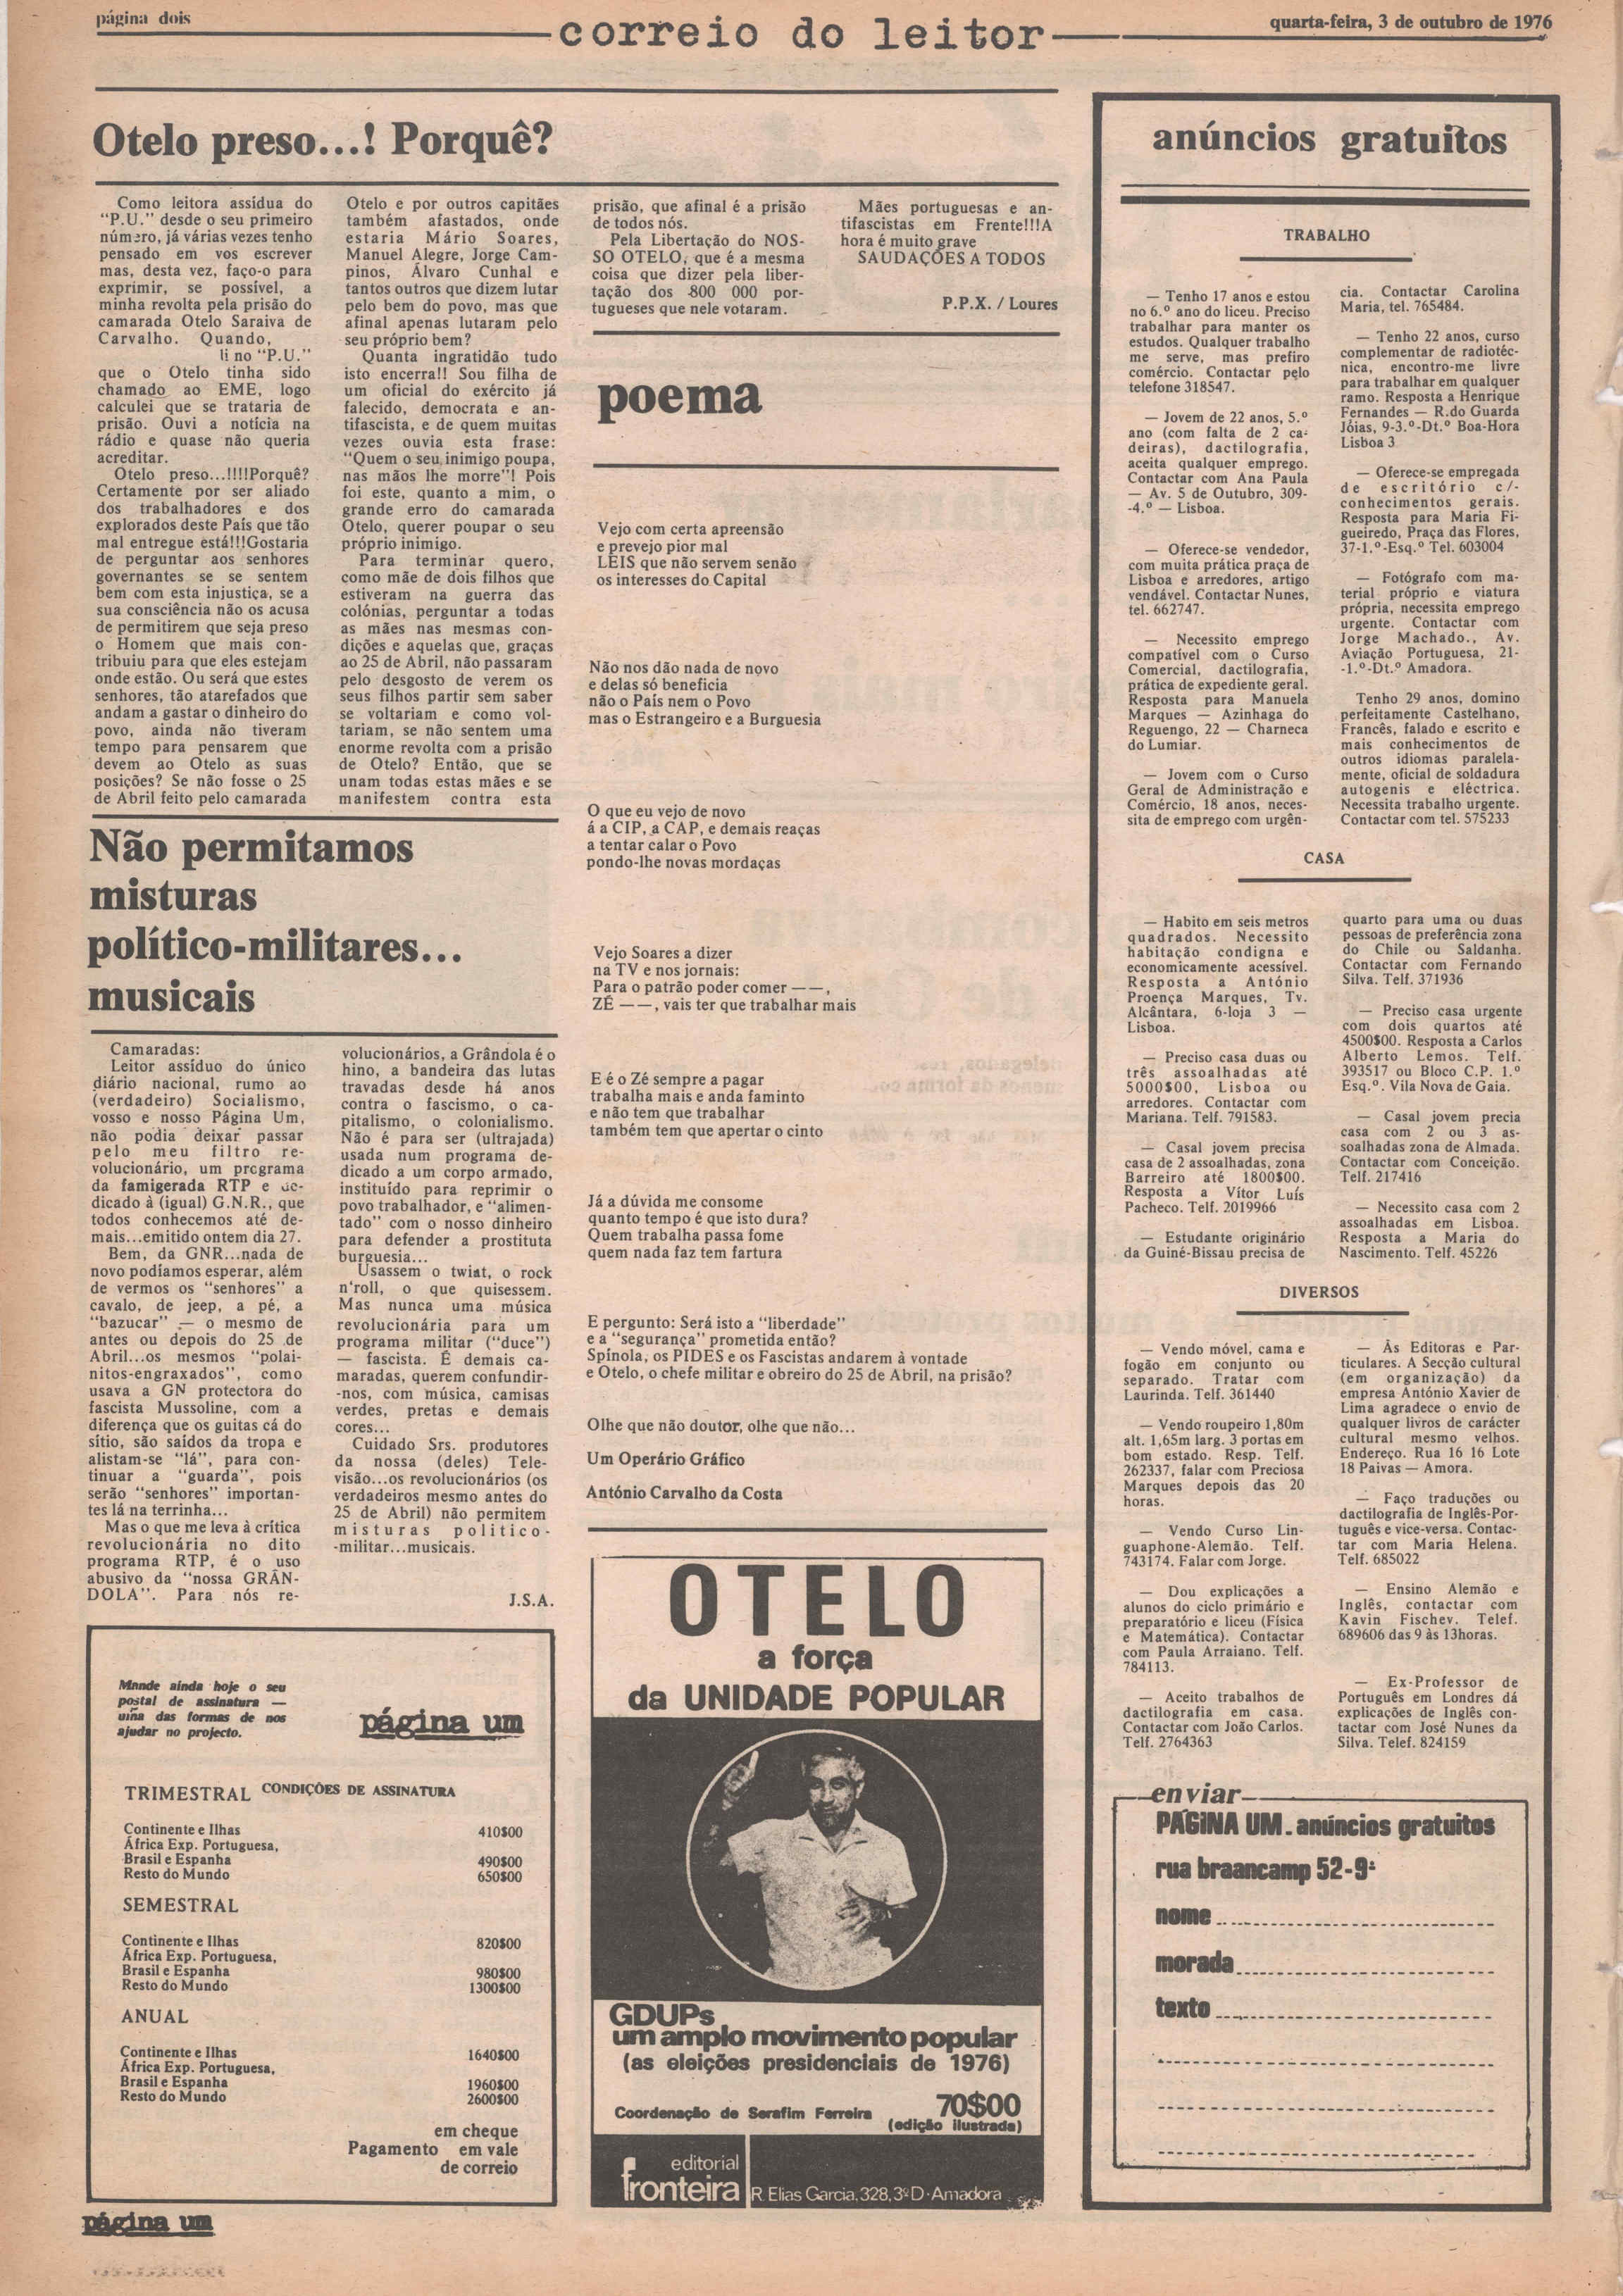 página dois
correio do leitor
quarta-feira, 3 de outubro de 1976
Otelo preso...! Porquê?
Como leitora assídua do
"P.U." desde o seu primeiro
número, já várias vezes tenho
pensado em vos escrever
mas, desta vez, faço-o para
exprimir, se possível, a
minha revolta pela prisão do
camarada Otelo Saraiva de
Carvalho. Quando,
li no "P.U."
que o Otelo tinha sido
chamado ao EME, logo
calculei que se trataria de
prisão. Ouvi a notícia na
rádio e quase não queria
acreditar.
Otelo preso...!!!!Porquê?
Certamente por ser aliado
dos trabalhadores e dos
explorados deste País que tão
mal entregue está!!!Gostaria
de perguntar aos senhores
governantes se se sentem
bem com esta injustiça, se a
sua consciência não os acusa
de permitirem que seja preso
o Homem que mais con-
tribuiu para que eles estejam
onde estão. Ou será que estes
senhores, tão atarefados que
andam a gastar o dinheiro do
povo, ainda não tiveram
tempo para pensarem que
devem ao Otelo as suas
posições? Se não fosse o 25
de Abril feito pelo camarada
Otelo e por outros capitães
também afastados, onde
estaria Mário Soares,
Manuel Alegre, Jorge Cam-
pinos, Álvaro Cunhal e
tantos outros que dizem lutar
pelo bem do povo, mas que
afinal apenas lutaram pelo
seu próprio bem?
Quanta ingratidão tudo
isto encerra!! Sou filha de
um oficial do exército já
falecido, democrata e an-
tifascista, e de quem muitas
vezes ouvia esta frase:
"Quem o seu inimigo poupa,
nas mãos lhe morre"! Pois
foi este, quanto a mim, o
grande erro do camarada
Otelo, querer poupar o seu
próprio inimigo.
Para terminar quero,
como mãe de dois filhos que
estiveram na guerra das
colónias, perguntar a todas
as mães nas mesmas con-
dições e aquelas que, graças
ao 25 de Abril, não passaram
pelo desgosto de verem os
seus filhos partir sem saber
se voltariam e como vol-
tariam, se não sentem uma
enorme revolta com a prisão
de Otelo? Então, que se
unam todas estas mães e se
manifestem contra esta
prisão, que afinal é a prisão
de todos nós.
Pela Libertação do NOS-
SO OTELO, que é a mesma
coisa que dizer pela liber-
tação dos 800 000 por-
tugueses que nele votaram.
Mães portuguesas e an-
tifascistas em Frente!!!A
hora é muito grave
SAUDAÇÕES A TODOS
P.P.X. / Loures
Não permitamos
misturas
político-militares...
musicais
Camaradas:
Leitor assíduo do único
diário nacional, rumo ao
(verdadeiro) Socialismo,
vosso e nosso Página Um,
não podia deixar passar
pelo meu filtro re-
volucionário, um programa
da famigerada RTP e de-
dicado à (igual) G.N.R., que
todos conhecemos até de-
mais...emitido ontem dia 27.
Bem, da GNR...nada de
novo podíamos esperar, além
de vermos os "senhores" a
cavalo, de jeep, a pé, a
"bazucar" — o mesmo de
antes ou depois do 25 de
Abril...os mesmos "polai-
nitos-engraxados", como
usava a GN protectora do
fascista Mussoline, com a
diferença que os guitas cá do
sítio, são saídos da tropa e
alistam-se "lá", para con-
tinuar a "guarda", pois
serão "senhores" importan-
tes lá na terrinha...
Mas o que me leva à crítica
revolucionária no dito
programa RTP, é o uso
abusivo da "nossa GRÂN-
DOLA". Para nós re-
volucionários, a Grândola é o
hino, a bandeira das lutas
travadas desde há anos
contra o fascismo, o ca-
pitalismo, o colonialismo.
Não é para ser (ultrajada)
usada num programa de-
dicado a um corpo armado,
instituído para reprimir o
povo trabalhador, e "alimen-
tado" com o nosso dinheiro
para defender a prostituta
burguesia...
Usassem o twiat, o rock
n'roll, o que quisessem.
Mas nunca uma música
revolucionária para um
programa militar ("duce")
— fascista. É demais ca-
maradas, querem confundir-
-nos, com música, camisas
verdes, pretas e demais
cores...
Cuidado Srs. produtores
da nossa (deles) Tele-
visão...os revolucionários (os
verdadeiros mesmo antes do
25 de Abril) não permitem
misturas politico-
-militar...musicais.
J.S.A.
poema
Vejo com certa apreensão
e prevejo pior mal
LEIS que não servem senão
os interesses do Capital
Não nos dão nada de novo
e delas só beneficia
não o País nem o Povo
mas o Estrangeiro e a Burguesia
O que eu vejo de novo
á a CIP, a CAP, e demais reaças
a tentar calar o Povo
pondo-lhe novas mordaças
Vejo Soares a dizer
na TV e nos jornais:
Para o patrão poder comer — —,
ZÉ — —, vais ter que trabalhar mais
E é o Zé sempre a pagar
trabalha mais e anda faminto
e não tem que trabalhar
também tem que apertar o cinto
Já a dúvida me consome
quanto tempo é que isto dura?
Quem trabalha passa fome
quem nada faz tem fartura
E pergunto: Será isto a "liberdade"
e a "segurança" prometida então?
Spínola, os PIDES e os Fascistas andarem à vontade
e Otelo, o chefe militar e obreiro do 25 de Abril, na prisão?
Olhe que não doutor, olhe que não...
Um Operário Gráfico
António Carvalho da Costa
Mande ainda hoje o seu
postal de assinatura —
uma das formas de nos
ajudar no projecto.
página um
TRIMESTRAL CONDIÇÕES DE ASSINATURA
Continente e Ilhas 410$00
África Exp. Portuguesa,
Brasil e Espanha 490$00
Resto do Mundo 650$00
SEMESTRAL
Continente e Ilhas 820$00
África Exp. Portuguesa,
Brasil e Espanha 980$00
Resto do Mundo 1300$00
ANUAL
Continente e Ilhas 1640$00
África Exp. Portuguesa,
Brasil e Espanha 1960$00
Resto do Mundo 2600$00
em cheque
Pagamento em vale
de correio
OTELO
a força
da UNIDADE POPULAR
GDUPs
um amplo movimento popular
(as eleições presidenciais de 1976)
Coordenação de Serafim Ferreira 70$00
(edição ilustrada)
editorial
fronteira
R. Elias Garcia, 328, 3º D · Amadora
anúncios gratuitos
TRABALHO
— Tenho 17 anos e estou
no 6.º ano do liceu. Preciso
trabalhar para manter os
estudos. Qualquer trabalho
me serve, mas prefiro
comércio. Contactar pelo
telefone 318547.
— Jovem de 22 anos, 5.º
ano (com falta de 2 ca-
deiras), dactilografia,
aceita qualquer emprego.
Contactar com Ana Paula
— Av. 5 de Outubro, 309-
-4.º — Lisboa.
— Oferece-se vendedor,
com muita prática praça de
Lisboa e arredores, artigo
vendável. Contactar Nunes,
tel. 662747.
— Necessito emprego
compatível com o Curso
Comercial, dactilografia,
prática de expediente geral.
Resposta para Manuela
Marques — Azinhaga do
Reguengo, 22 — Charneca
do Lumiar.
— Jovem com o Curso
Geral de Administração e
Comércio, 18 anos, neces-
sita de emprego com urgên-
cia. Contactar Carolina
Maria, tel. 765484.
— Tenho 22 anos, curso
complementar de radiotéc-
nica, encontro-me livre
para trabalhar em qualquer
ramo. Resposta a Henrique
Fernandes — R.do Guarda
Jóias, 9-3.º-Dt.º Boa-Hora
Lisboa 3
— Oferece-se empregada
de escritório c/-
conhecimentos gerais.
Resposta para Maria Fi-
gueiredo, Praça das Flores,
37-1.º-Esq.º Tel. 603004
— Fotógrafo com ma-
terial próprio e viatura
própria, necessita emprego
urgente. Contactar com
Jorge Machado., Av.
Aviação Portuguesa, 21-
-1.º-Dt.º Amadora.
Tenho 29 anos, domino
perfeitamente Castelhano,
Francês, falado e escrito e
mais conhecimentos de
outros idiomas paralela-
mente, oficial de soldadura
autogenis e eléctrica.
Necessita trabalho urgente.
Contactar com tel. 575233
CASA
— Habito em seis metros
quadrados. Necessito
habitação condigna e
economicamente acessível.
Resposta a António
Proença Marques, Tv.
Alcântara, 6-loja 3 —
Lisboa.
— Preciso casa duas ou
três assoalhadas até
5000$00, Lisboa ou
arredores. Contactar com
Mariana. Telf. 791583.
— Casal jovem precisa
casa de 2 assoalhadas, zona
Barreiro até 1800$00.
Resposta a Vítor Luís
Pacheco. Telf. 2019966
— Estudante originário
da Guiné-Bissau precisa de
quarto para uma ou duas
pessoas de preferência zona
do Chile ou Saldanha.
Contactar com Fernando
Silva. Telf. 371936
— Preciso casa urgente
com dois quartos até
4500$00. Resposta a Carlos
Alberto Lemos. Telf.
393517 ou Bloco C.P. 1.º
Esq.º. Vila Nova de Gaia.
— Casal jovem precia
casa com 2 ou 3 as-
soalhadas zona de Almada.
Contactar com Conceição.
Telf. 217416
— Necessito casa com 2
assoalhadas em Lisboa.
Resposta a Maria do
Nascimento. Telf. 45226
DIVERSOS
— Vendo móvel, cama e
fogão em conjunto ou
separado. Tratar com
Laurinda. Telf. 361440
— Vendo roupeiro 1,80m
alt. 1,65m larg. 3 portas em
bom estado. Resp. Telf.
262337, falar com Preciosa
Marques depois das 20
horas.
— Vendo Curso Lin-
guaphone-Alemão. Telf.
743174. Falar com Jorge.
— Dou explicações a
alunos do ciclo primário e
preparatório e liceu (Física
e Matemática). Contactar
com Paula Arraiano. Telf.
784113.
— Aceito trabalhos de
dactilografia em casa.
Contactar com João Carlos.
Telf. 2764363
— Às Editoras e Par-
ticulares. A Secção cultural
(em organização) da
empresa António Xavier de
Lima agradece o envio de
qualquer livros de carácter
cultural mesmo velhos.
Endereço. Rua 16 16 Lote
18 Paivas — Amora.
— Faço traduções ou
dactilografia de Inglês-Por-
tuguês e vice-versa. Contac-
tar com Maria Helena.
Telf. 685022
— Ensino Alemão e
Inglês, contactar com
Kavin Fischev. Telef.
689606 das 9 às 13horas.
— Ex-Professor de
Português em Londres dá
explicações de Inglês con-
tactar com José Nunes da
Silva. Telef. 824159
enviar
PÁGINA UM - anúncios gratuitos
rua braancamp 52-9º
nome
morada
texto
página um